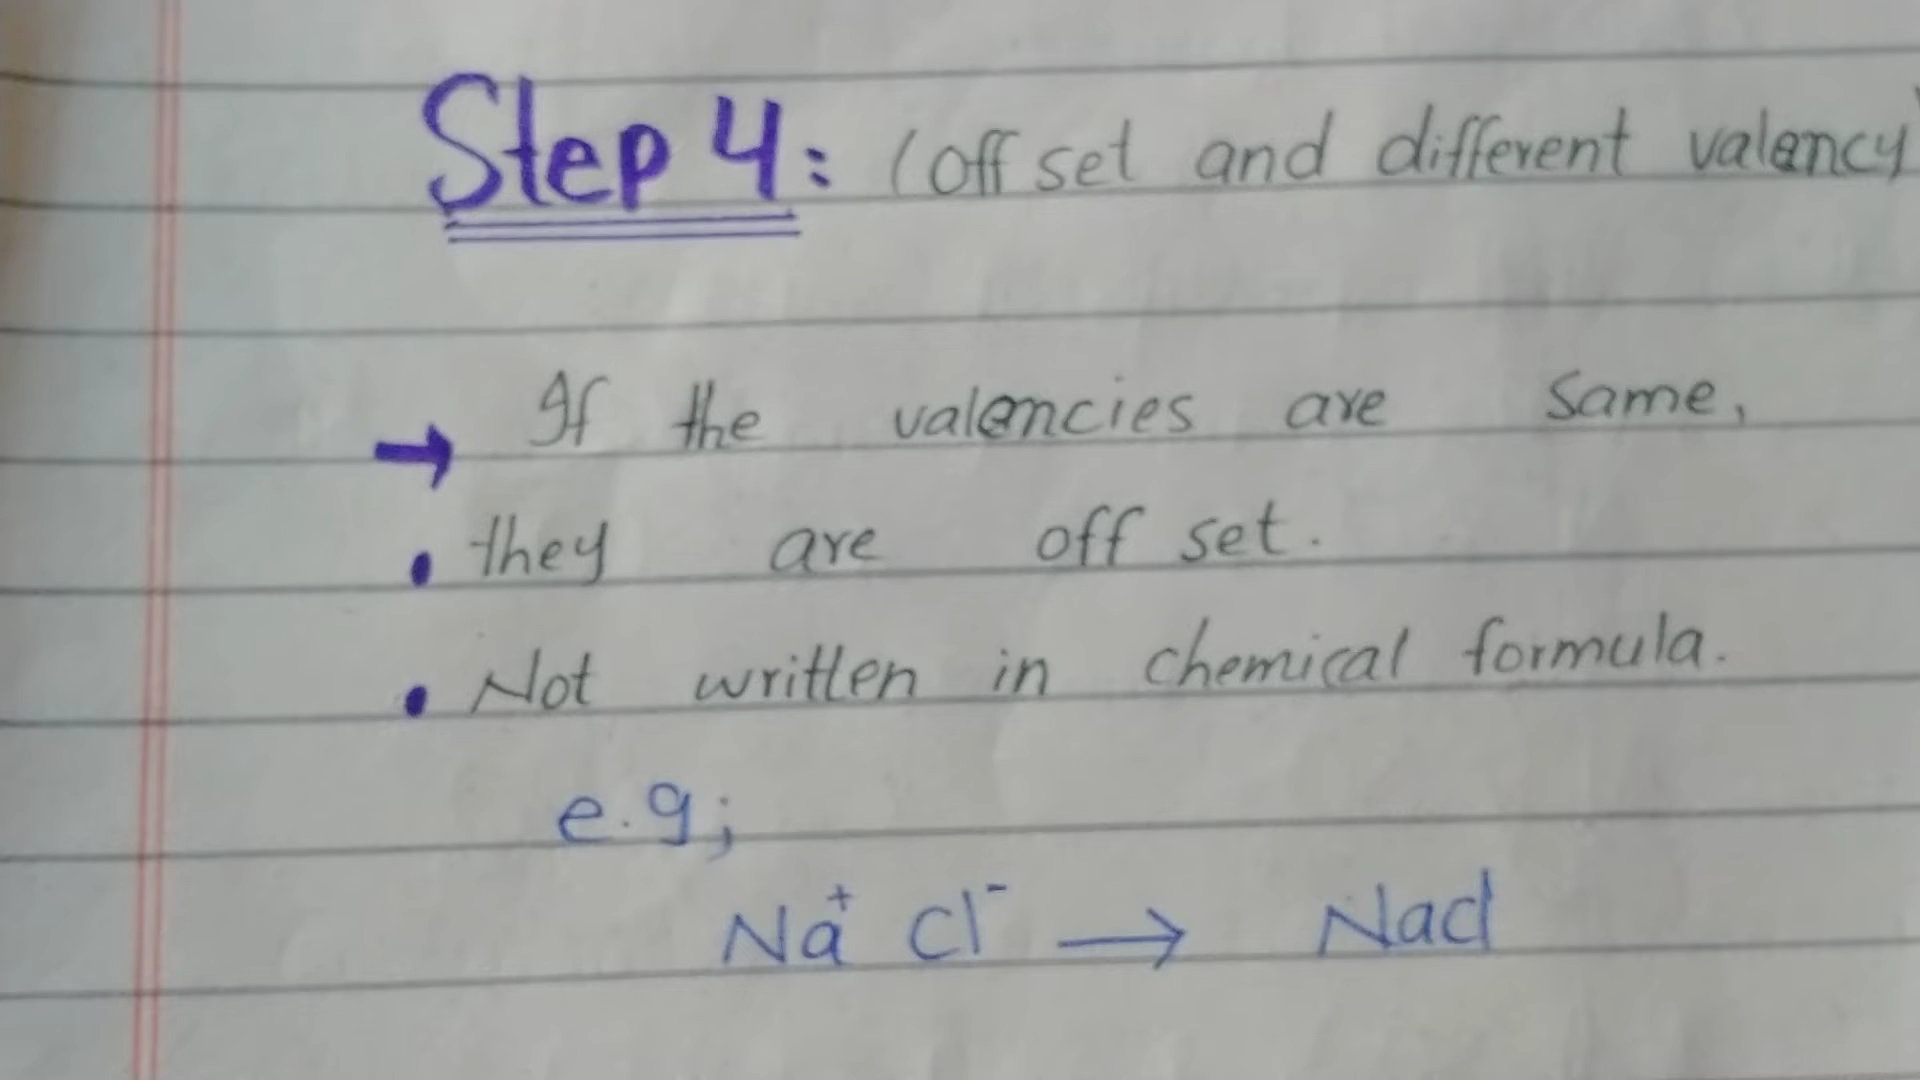 Step 4: (off set and different valency)
If the valencies are same,
• they are off set.
• Not written in chemical formula.
e.g;
Na⁺ Cl⁻ → Nacl